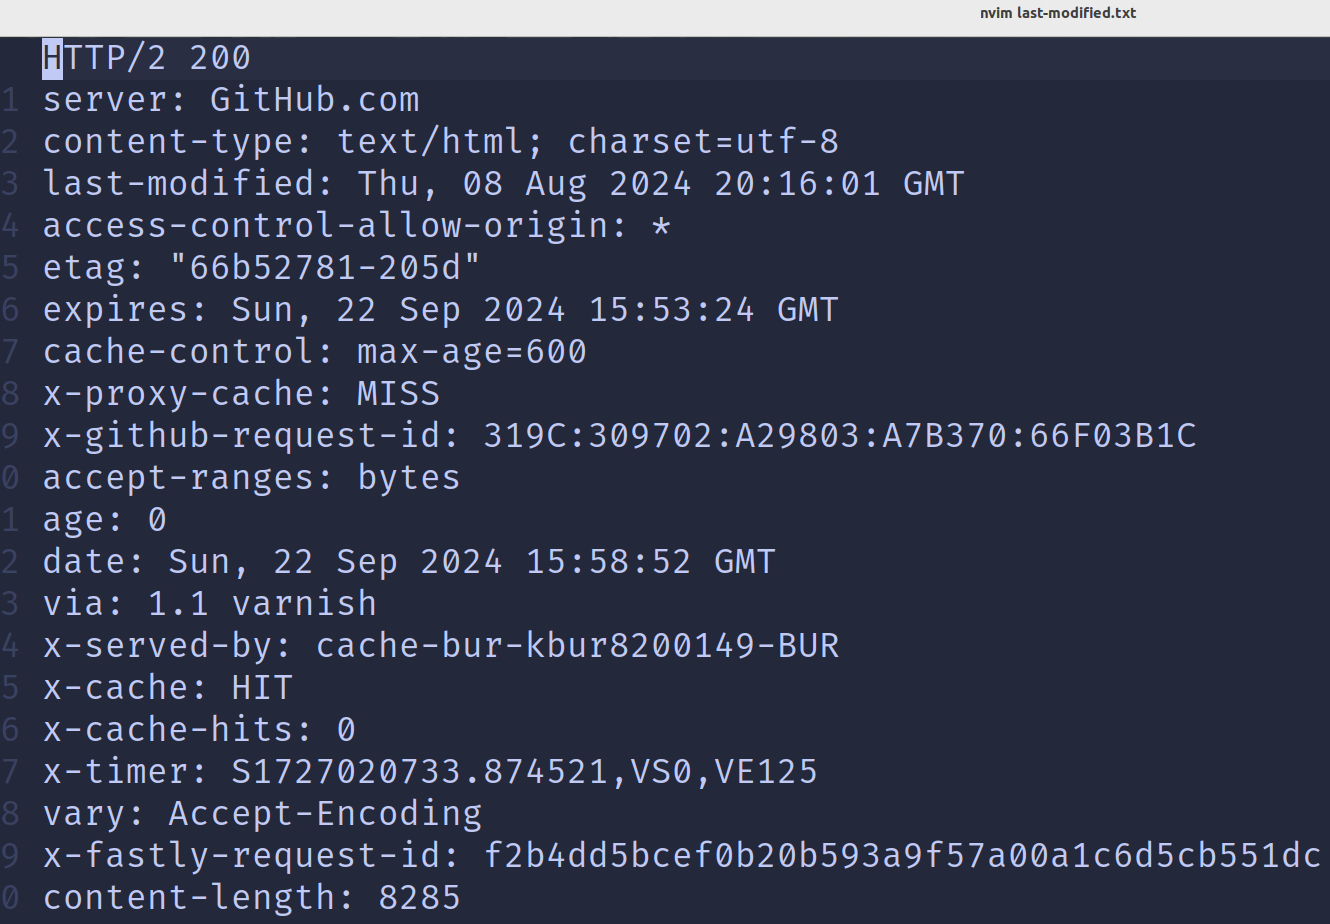 nvim last-modified.txt
HTTP/2 200
1 server: GitHub.com
2 content-type: text/html; charset=utf-8
3 last-modified: Thu, 08 Aug 2024 20:16:01 GMT
4 access-control-allow-origin: *
5 etag: "66b52781-205d"
6 expires: Sun, 22 Sep 2024 15:53:24 GMT
7 cache-control: max-age=600
8 x-proxy-cache: MISS
9 x-github-request-id: 319C:309702:A29803:A7B370:66F03B1C
0 accept-ranges: bytes
1 age: 0
2 date: Sun, 22 Sep 2024 15:58:52 GMT
3 via: 1.1 varnish
4 x-served-by: cache-bur-kbur8200149-BUR
5 x-cache: HIT
6 x-cache-hits: 0
7 x-timer: S1727020733.874521,VS0,VE125
8 vary: Accept-Encoding
9 x-fastly-request-id: f2b4dd5bcef0b20b593a9f57a00a1c6d5cb551dc
0 content-length: 8285